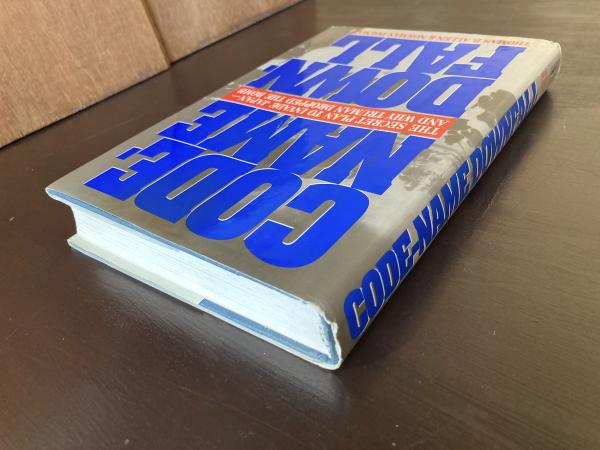 THOMAS B. ALLEN & NORMAN POLMAR
CODE-
NAME
DOWN-
FALL
THE SECRET PLAN TO INVADE JAPAN—
AND WHY TRUMAN DROPPED THE BOMB
CODE-NAME DOWNFALL